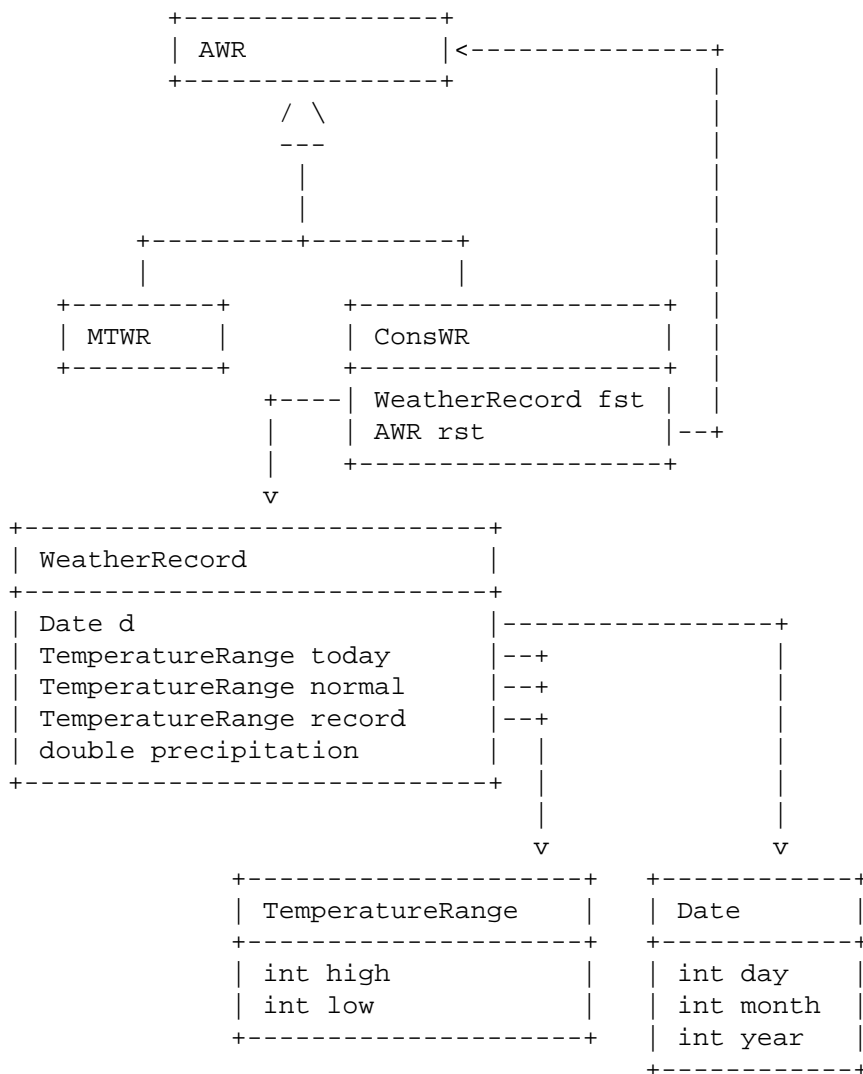 AWR
MTWR
ConsWR
WeatherRecord fst
AWR rst
WeatherRecord
Date d
TemperatureRange today
TemperatureRange normal
TemperatureRange record
double precipitation
TemperatureRange
int high
int low
Date
int day
int month
int year